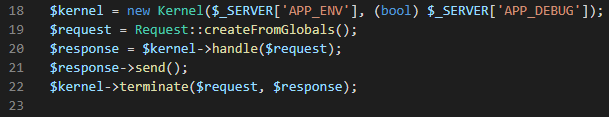 18 $kernel = new Kernel($_SERVER['APP_ENV'], (bool) $_SERVER['APP_DEBUG']);
19 $request = Request::createFromGlobals();
20 $response = $kernel->handle($request);
21 $response->send();
22 $kernel->terminate($request, $response);
23